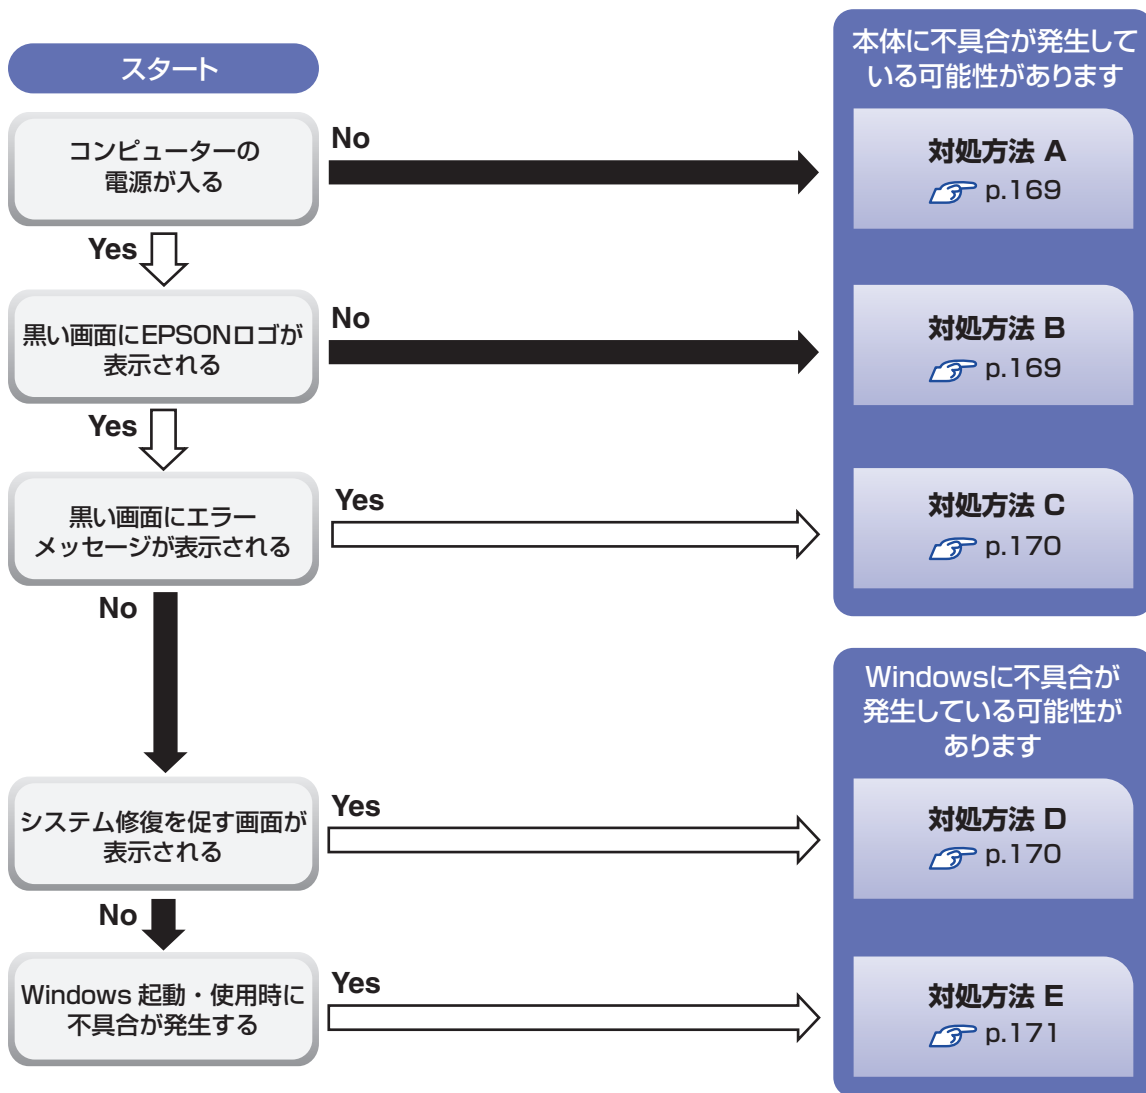 スタート
コンピューターの
電源が入る
No
Yes
黒い画面にEPSONロゴが
表示される
No
Yes
黒い画面にエラー
メッセージが表示される
Yes
No
システム修復を促す画面が
表示される
Yes
No
Windows 起動・使用時に
不具合が発生する
Yes
本体に不具合が発生して
いる可能性があります
対処方法 A
p.169
対処方法 B
p.169
対処方法 C
p.170
Windowsに不具合が
発生している可能性が
あります
対処方法 D
p.170
対処方法 E
p.171